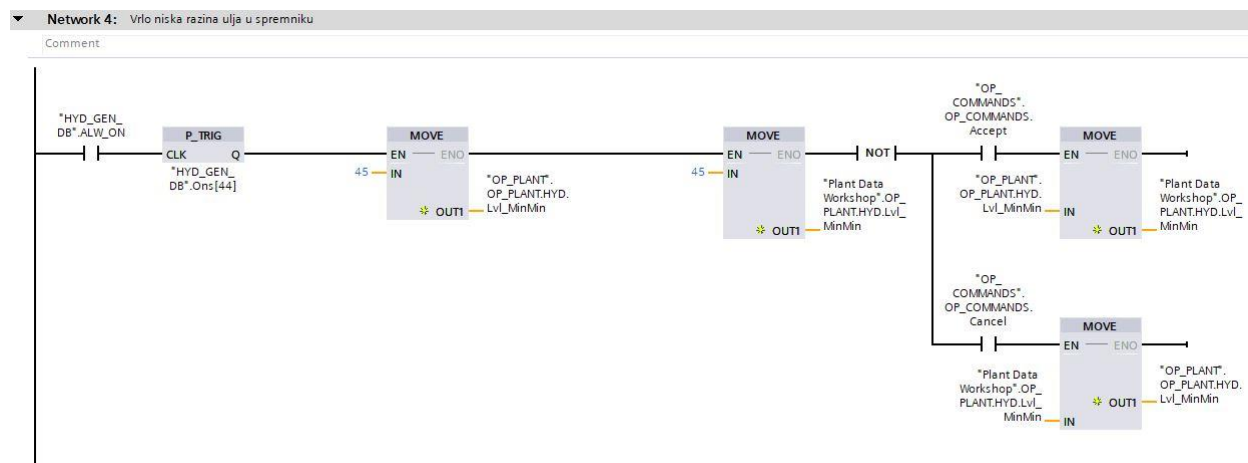 Network 4: Vrlo niska razina ulja u spremniku
Comment
"HYD_GEN_
DB".ALW_ON
P_TRIG
CLK Q
"HYD_GEN_
DB".Ons[44]
MOVE
EN ENO
45 IN
OUT1
"OP_PLANT".
OP_PLANT.HYD.
Lvl_MinMin
MOVE
EN
45 IN
OUT1
NOT
"Plant Data
Workshop".OP_
PLANT.HYD.Lvl_
MinMin
"OP_
COMMANDS".
OP_COMMANDS.
Accept
MOVE
EN ENO
"OP_PLANT".
OP_PLANT.HYD.
Lvl_MinMin
IN
OUT1
"Plant Data
Workshop".OP_
PLANT.HYD.Lvl_
MinMin
"OP_
COMMANDS".
OP_COMMANDS.
Cancel
MOVE
EN ENO
"Plant Data
Workshop".OP_
PLANT.HYD.Lvl_
MinMin
IN
OUT1
"OP_PLANT".
OP_PLANT.HYD.
Lvl_MinMin